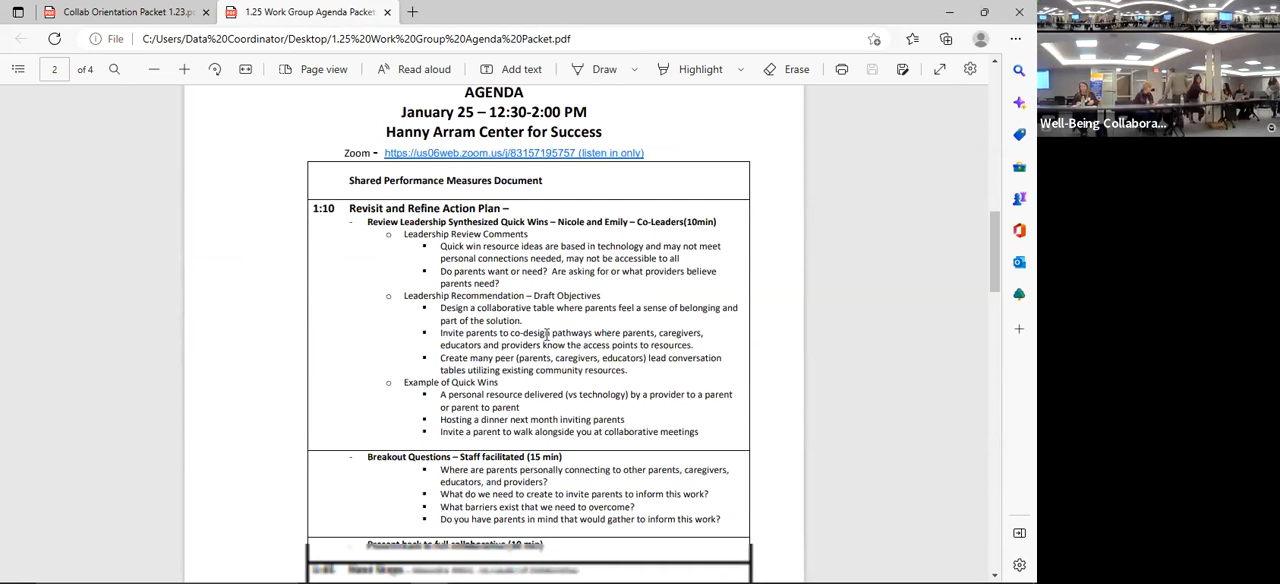 Collab Orientation Packet 1.23.p
1.25 Work Group Agenda Packet
File
C:/Users/Data%20Coordinator/Desktop/1.25%20Work%20Group%20Agenda%20Packet.pdf
2 of 4
Page view
Read aloud
Add text
Draw
Highlight
Erase
AGENDA
January 25 – 12:30-2:00 PM
Hanny Arram Center for Success
Zoom - https://us06web.zoom.us/j/83157195757 (listen in only)
Shared Performance Measures Document
1:10 Revisit and Refine Action Plan –
- Review Leadership Synthesized Quick Wins – Nicole and Emily – Co-Leaders(10min)
o Leadership Review Comments
▪ Quick win resource ideas are based in technology and may not meet
personal connections needed, may not be accessible to all
▪ Do parents want or need? Are asking for or what providers believe
parents need?
o Leadership Recommendation – Draft Objectives
▪ Design a collaborative table where parents feel a sense of belonging and
part of the solution.
▪ Invite parents to co-design pathways where parents, caregivers,
educators and providers know the access points to resources.
▪ Create many peer (parents, caregivers, educators) lead conversation
tables utilizing existing community resources.
o Example of Quick Wins
▪ A personal resource delivered (vs technology) by a provider to a parent
or parent to parent
▪ Hosting a dinner next month inviting parents
▪ Invite a parent to walk alongside you at collaborative meetings
- Breakout Questions – Staff facilitated (15 min)
▪ Where are parents personally connecting to other parents, caregivers,
educators, and providers?
▪ What do we need to create to invite parents to inform this work?
▪ What barriers exist that we need to overcome?
▪ Do you have parents in mind that would gather to inform this work?
- Present back to full collaborative (10 min)
Well-Being Collabora...